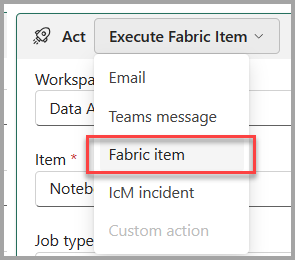 Act Execute Fabric Item
Workspa
Email
Data A
Teams message
Item * Fabric item
Noteb
IcM incident
Job type
Custom action